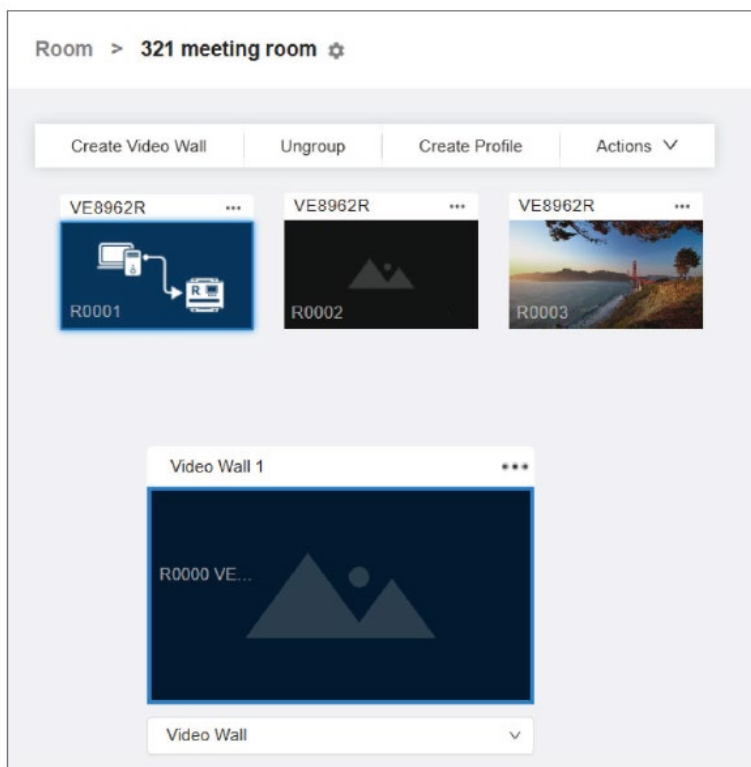 Room > 321 meeting room
Create Video Wall Ungroup Create Profile Actions
VE8962R ... VE8962R ... VE8962R ...
R
R0001 R0002 R0003
Video Wall 1 ...
R0000 VE...
Video Wall